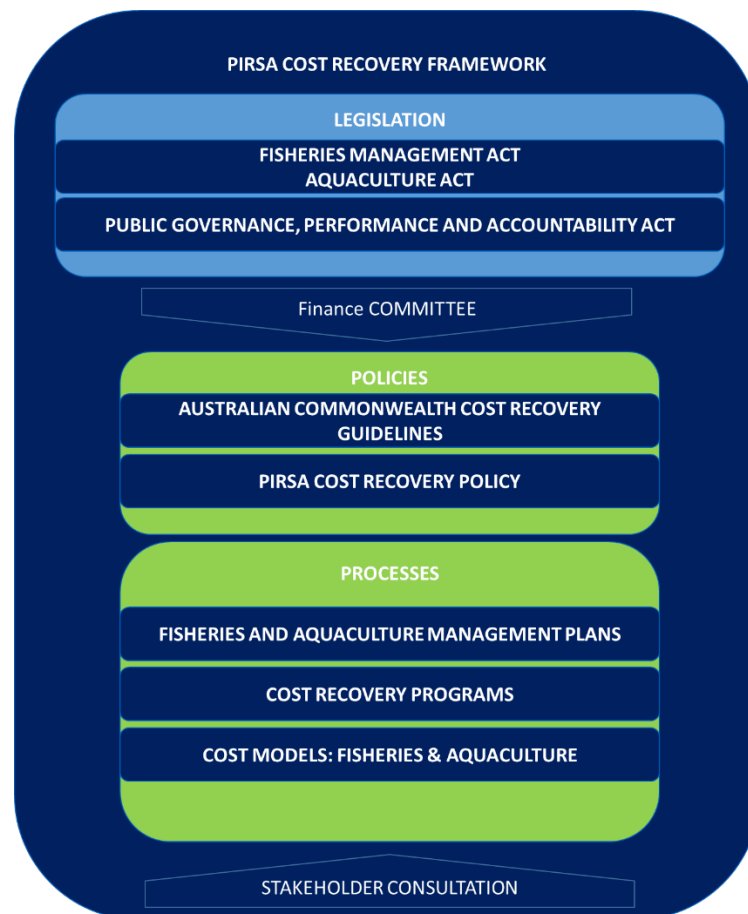 PIRSA COST RECOVERY FRAMEWORK
LEGISLATION
FISHERIES MANAGEMENT ACT
AQUACULTURE ACT
PUBLIC GOVERNANCE, PERFORMANCE AND ACCOUNTABILITY ACT
Finance COMMITTEE
POLICIES
AUSTRALIAN COMMONWEALTH COST RECOVERY
GUIDELINES
PIRSA COST RECOVERY POLICY
PROCESSES
FISHERIES AND AQUACULTURE MANAGEMENT PLANS
COST RECOVERY PROGRAMS
COST MODELS: FISHERIES & AQUACULTURE
STAKEHOLDER CONSULTATION